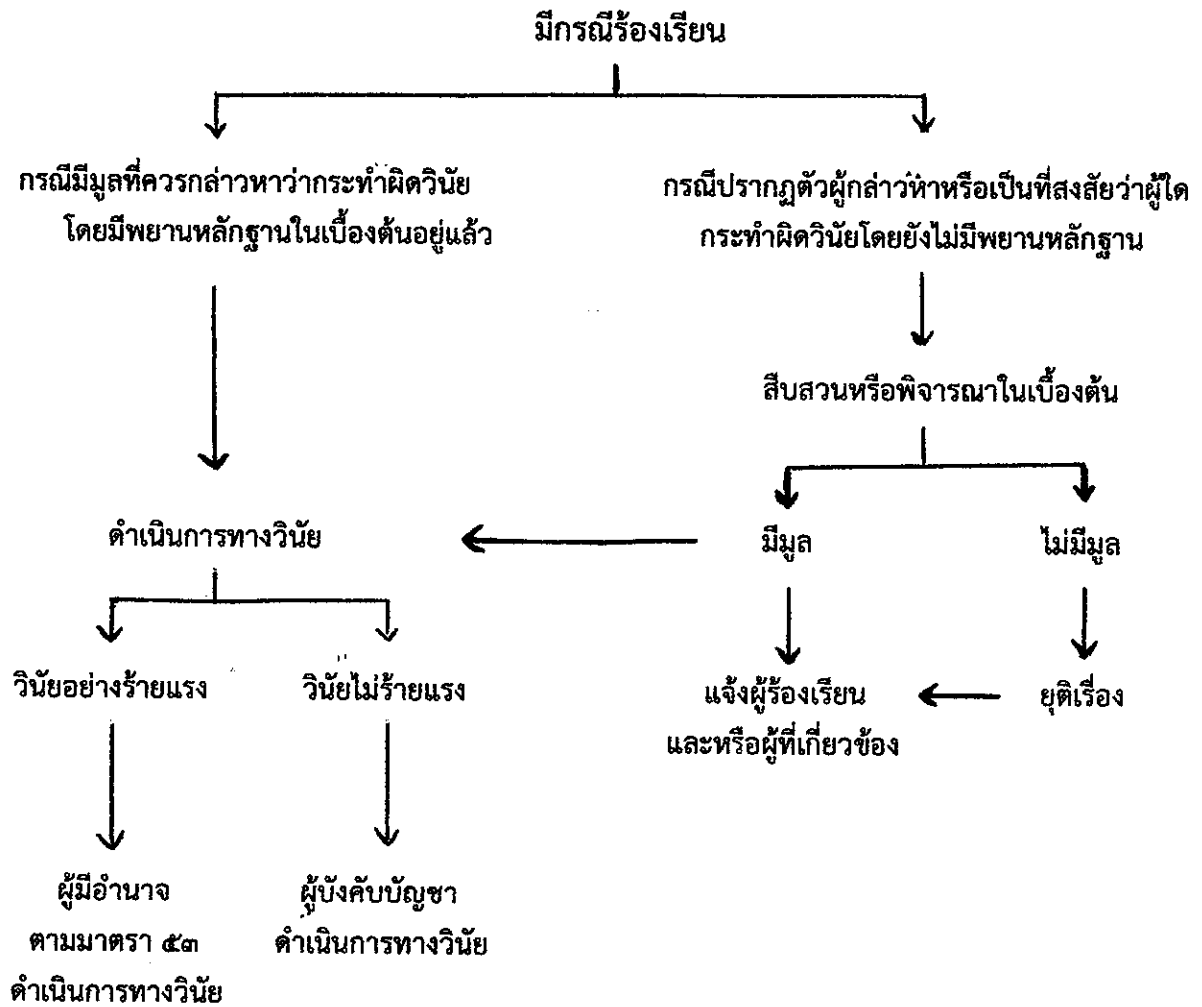 มีกรณีร้องเรียน
กรณีมีมูลที่ควรกล่าวหาว่ากระทำผิดวินัย
โดยมีพยานหลักฐานในเบื้องต้นอยู่แล้ว
กรณีปรากฏตัวผู้กล่าวหาหรือเป็นที่สงสัยว่าผู้ใด
กระทำผิดวินัยโดยยังไม่มีพยานหลักฐาน
สืบสวนหรือพิจารณาในเบื้องต้น
ดำเนินการทางวินัย
มีมูล
ไม่มีมูล
วินัยอย่างร้ายแรง
วินัยไม่ร้ายแรง
แจ้งผู้ร้องเรียน
และหรือผู้ที่เกี่ยวข้อง
ยุติเรื่อง
ผู้มีอำนาจ
ตามมาตรา ๕๓
ดำเนินการทางวินัย
ผู้บังคับบัญชา
ดำเนินการทางวินัย